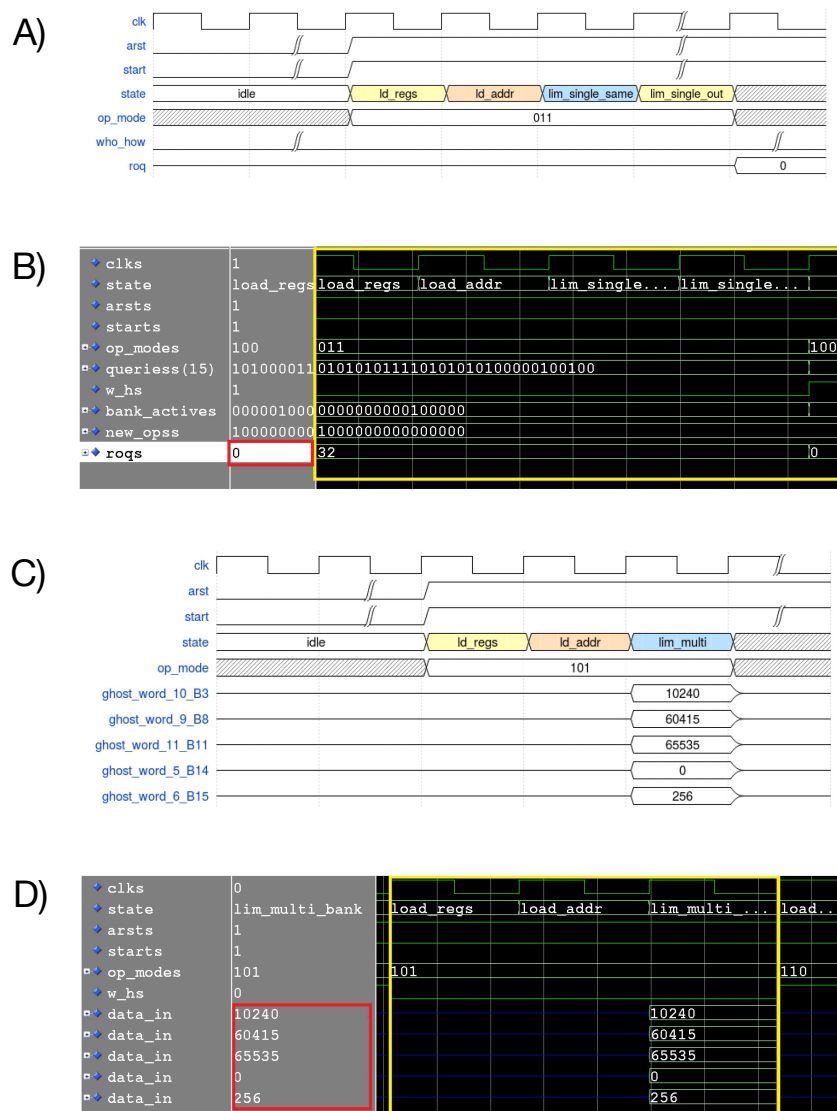 A)
clk
arst
start
state idle ld_regs ld_addr lim_single_same lim_single_out
op_mode 011
who_how
roq 0
B)
clks 1
state load_regs load_regs load_addr lim_single... lim_single...
arsts 1
starts 1
op_modes 100 011 100
queriess(15) 101000011 0101010101111010101010100000100100
w_hs 1
bank_actives 000001000 0000000000100000
new_opss 100000000 1000000000000000
roqs 0 32 0
C)
clk
arst
start
state idle ld_regs ld_addr lim_multi
op_mode 101
ghost_word_10_B3 10240
ghost_word_9_B8 60415
ghost_word_11_B11 65535
ghost_word_5_B14 0
ghost_word_6_B15 256
D)
clks 0
state lim_multi_bank load_regs load_addr lim_multi_... load..
arsts 1
starts 1
op_modes 101 101 110
w_hs 0
data_in 10240 10240
data_in 60415 60415
data_in 65535 65535
data_in 0 0
data_in 256 256